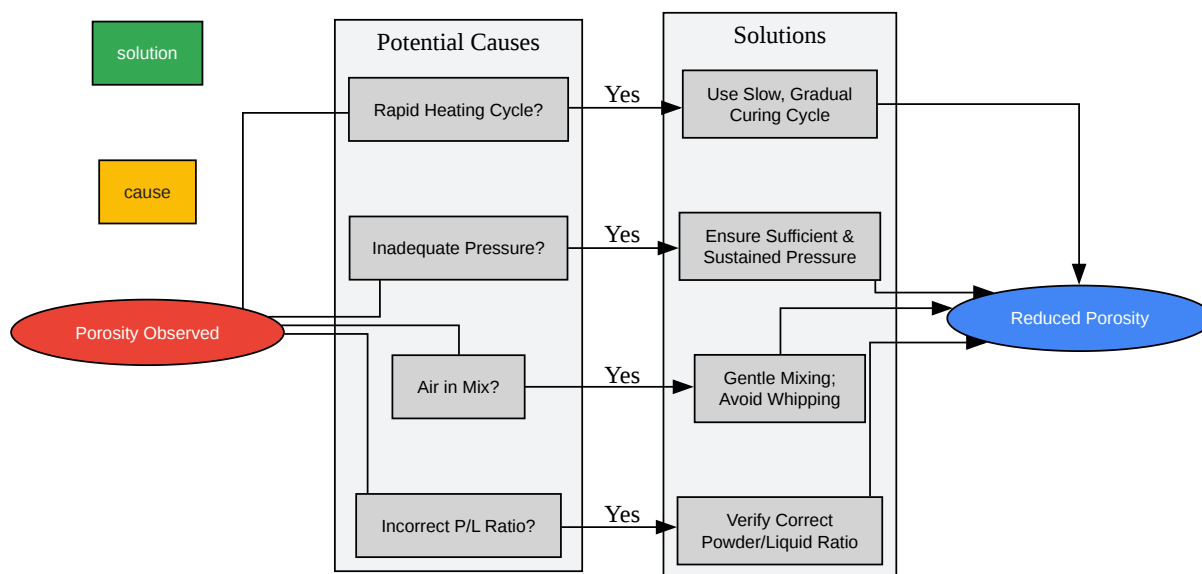 solution
cause
Porosity Observed
Potential Causes
Rapid Heating Cycle?
Inadequate Pressure?
Air in Mix?
Incorrect P/L Ratio?
Yes
Yes
Yes
Yes
Solutions
Use Slow, Gradual
Curing Cycle
Ensure Sufficient &
Sustained Pressure
Gentle Mixing;
Avoid Whipping
Verify Correct
Powder/Liquid Ratio
Reduced Porosity